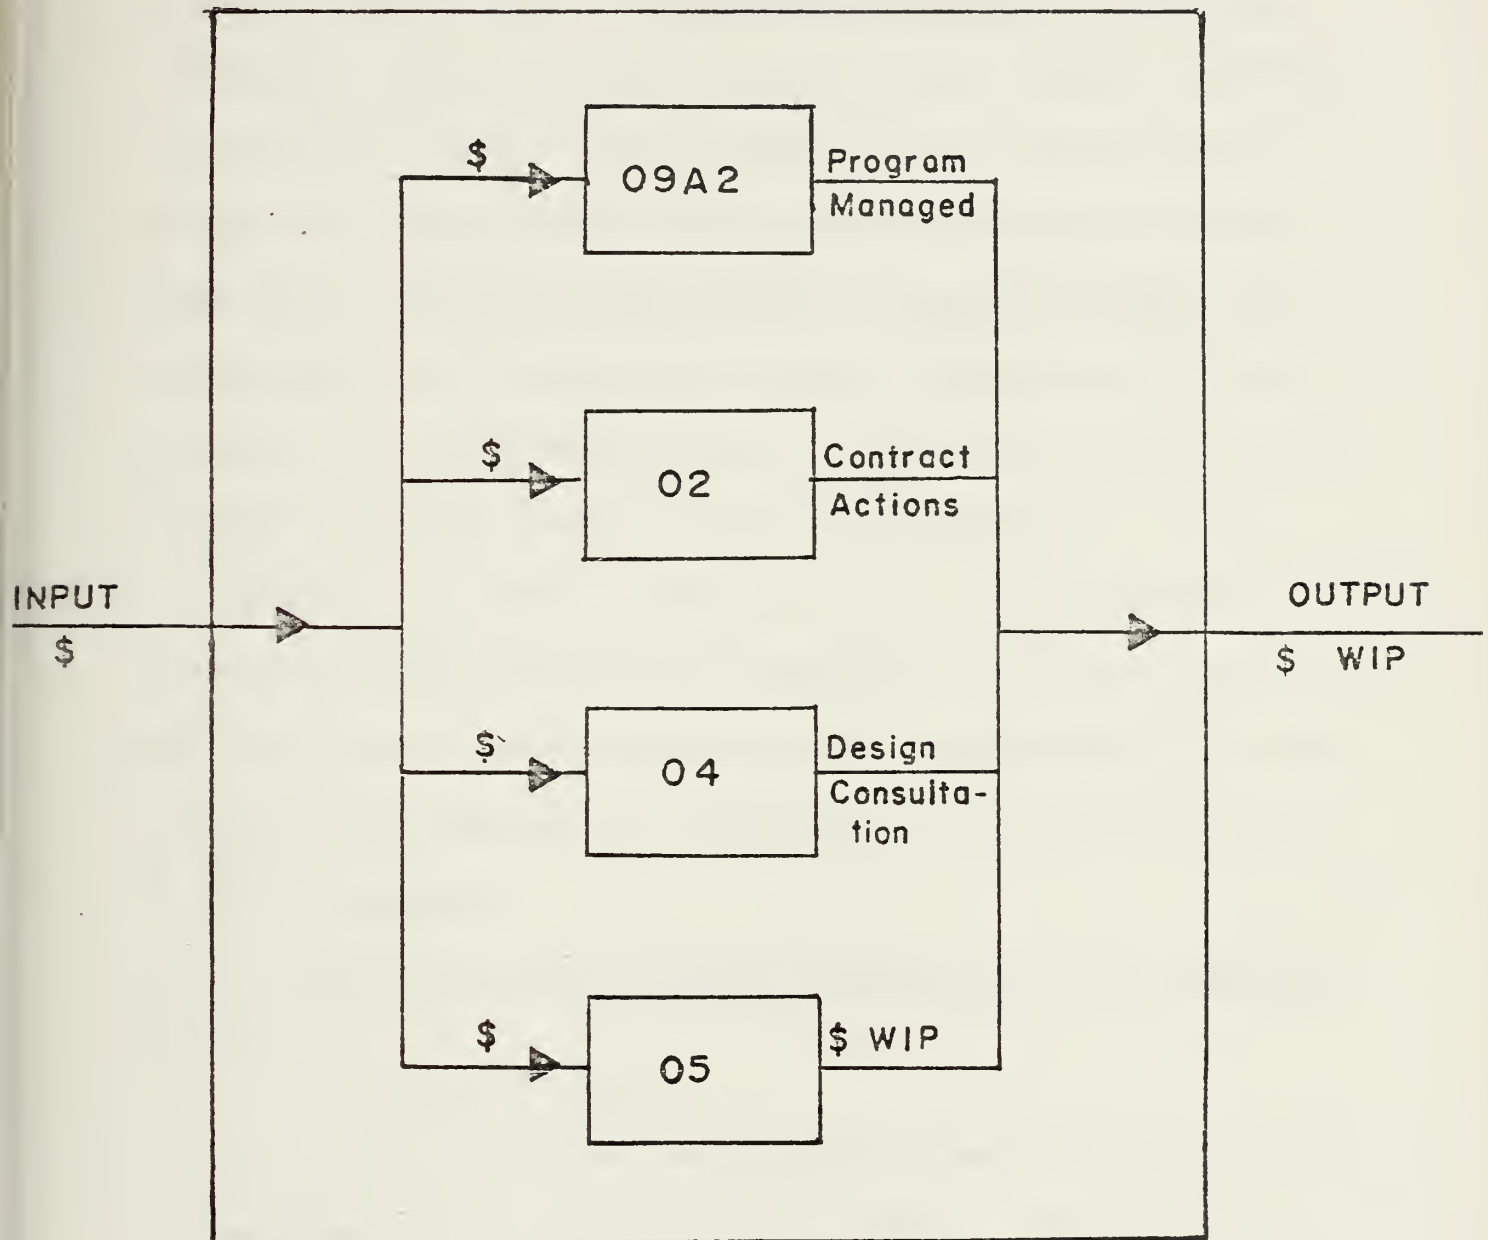 $
09A2
Program
Managed
$
02
Contract
Actions
INPUT
$
OUTPUT
$ WIP
$
04
Design
Consulta-
tion
$
05
$ WIP